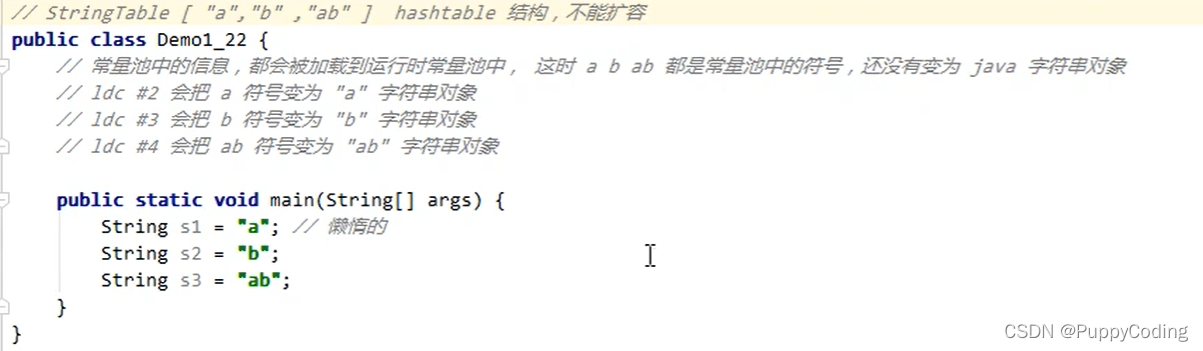 // StringTable [ "a","b" ,"ab" ]  hashtable 结构，不能扩容
public class Demo1_22 {
    // 常量池中的信息，都会被加载到运行时常量池中， 这时 a b ab 都是常量池中的符号，还没有变为 java 字符串对象
    // ldc #2 会把 a 符号变为 "a" 字符串对象
    // ldc #3 会把 b 符号变为 "b" 字符串对象
    // ldc #4 会把 ab 符号变为 "ab" 字符串对象
    public static void main(String[] args) {
        String s1 = "a"; // 懒惰的
        String s2 = "b";
        String s3 = "ab";
    }
}
CSDN @PuppyCoding